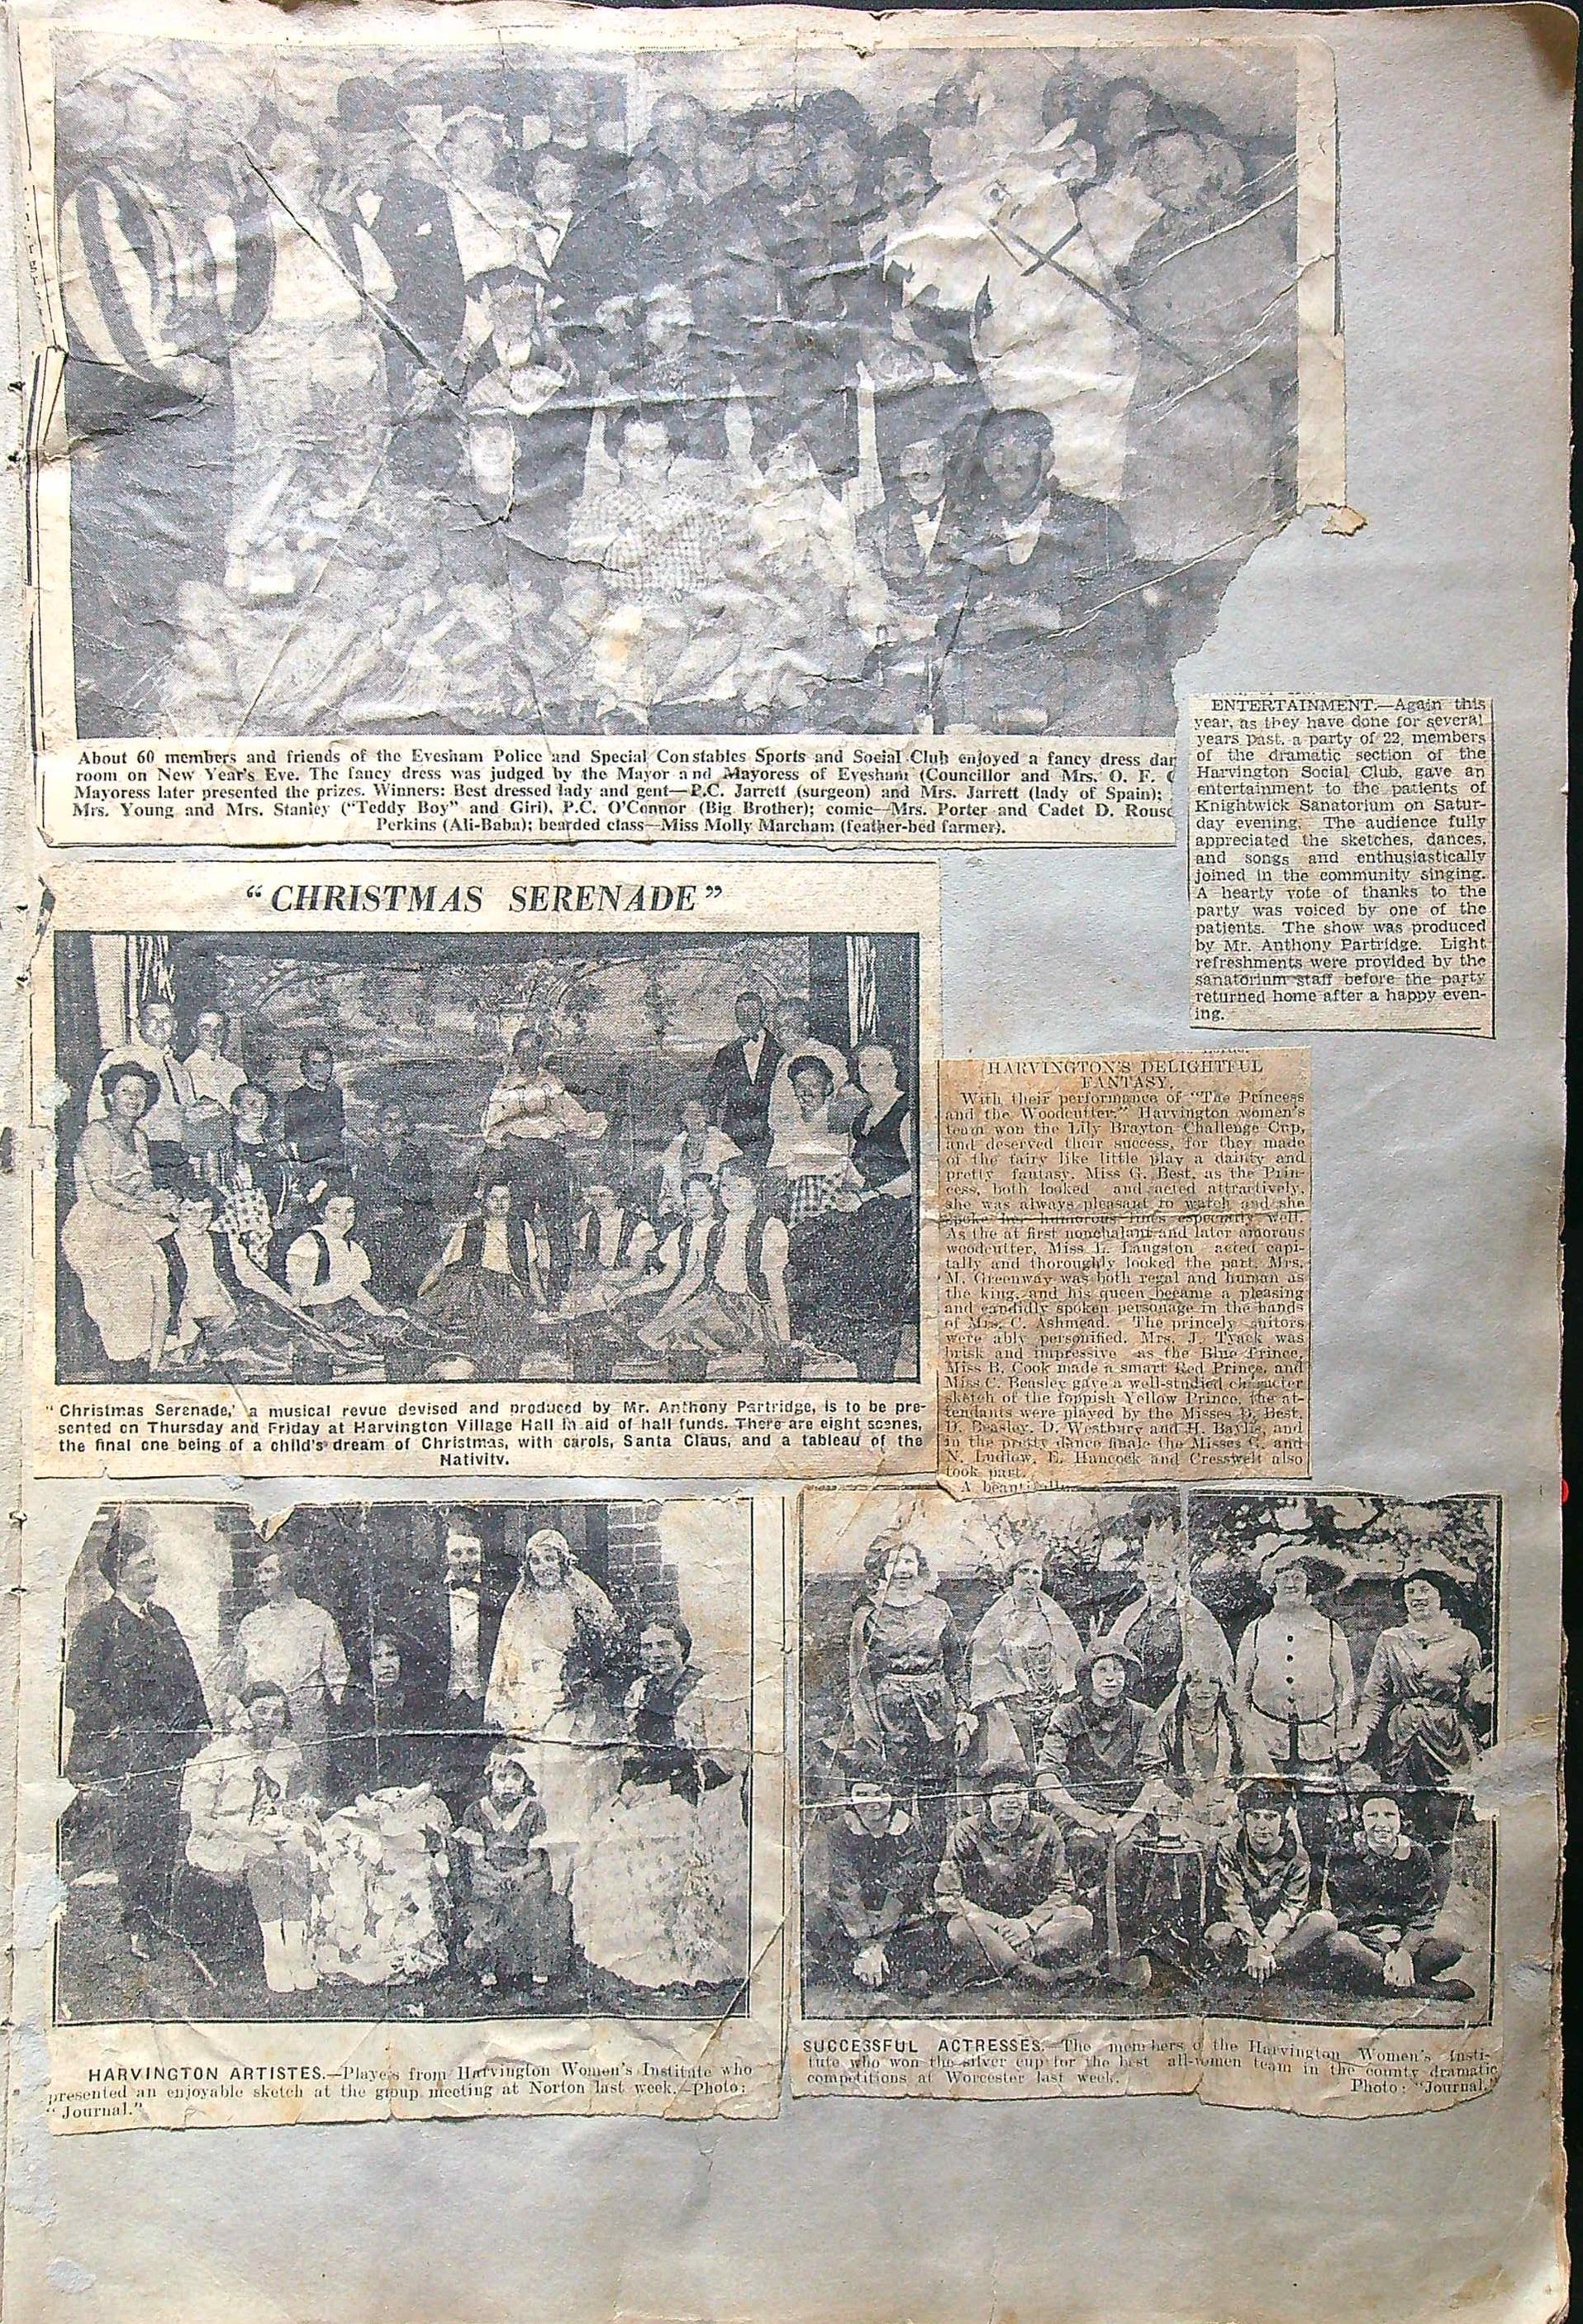 About 60 members and friends of the Evesham Police and Special Constables Sports and Social Club enjoyed a fancy dress dan
room on New Year's Eve. The fancy dress was judged by the Mayor and Mayoress of Evesham (Councillor and Mrs. O. F. C
Mayoress later presented the prizes. Winners: Best dressed lady and gent—P.C. Jarrett (surgeon) and Mrs. Jarrett (lady of Spain);
Mrs. Young and Mrs. Stanley ("Teddy Boy" and Girl), P.C. O'Connor (Big Brother); comic—Mrs. Porter and Cadet D. Rouse
Perkins (Ali-Baba); bearded class—Miss Molly Marcham (feather-bed farmer).
ENTERTAINMENT.—Again this
year, as they have done for several
years past, a party of 22, members
of the dramatic section of the
Harvington Social Club, gave an
entertainment to the patients of
Knightwick Sanatorium on Satur-
day evening. The audience fully
appreciated the sketches, dances,
and songs and enthusiastically
joined in the community singing.
A hearty vote of thanks to the
party was voiced by one of the
patients. The show was produced
by Mr. Anthony Partridge. Light
refreshments were provided by the
sanatorium staff before the party
returned home after a happy even-
ing.
"CHRISTMAS SERENADE"
"Christmas Serenade,' a musical revue devised and produced by Mr. Anthony Partridge, is to be pre-
sented on Thursday and Friday at Harvington Village Hall in aid of hall funds. There are eight scenes,
the final one being of a child's dream of Christmas, with carols, Santa Claus, and a tableau of the
Nativity.
HARVINGTON'S DELIGHTFUL
FANTASY.
With their performance of "The Princess
and the Woodcutter," Harvington women's
team won the Lily Brayton Challenge Cup,
and deserved their success, for they made
of the fairy like little play a dainty and
pretty fantasy. Miss G. Best, as the Prin-
cess, both looked and acted attractively,
she was always pleasant to watch and she
spoke her humorous lines especially well.
As the at first nonchalant and later amorous
woodcutter, Miss L. Langston acted capi-
tally and thoroughly looked the part. Mrs.
M. Greenway was both regal and human as
the king, and his queen became a pleasing
and candidly spoken personage in the hands
of Mrs. C. Ashmead. The princely suitors
were ably personified. Mrs. J. Track was
brisk and impressive as the Blue Prince,
Miss B. Cook made a smart Red Prince, and
Miss C. Beasley gave a well-studied character
sketch of the foppish Yellow Prince. The at-
tendants were played by the Misses B. Best,
D. Beasley, D. Westbury and H. Baylis, and
in the pretty dance finale the Misses G. and
N. Ludlow, E. Hancock and Cresswell also
took part.
A beautifully
HARVINGTON ARTISTES.—Players from Harvington Women's Institute who
presented an enjoyable sketch at the group meeting at Norton last week.—Photo:
"Journal."
SUCCESSFUL ACTRESSES.—The members of the Harvington Women's Insti-
tute who won the silver cup for the best all-women team in the county dramatic
competitions at Worcester last week. Photo: "Journal."